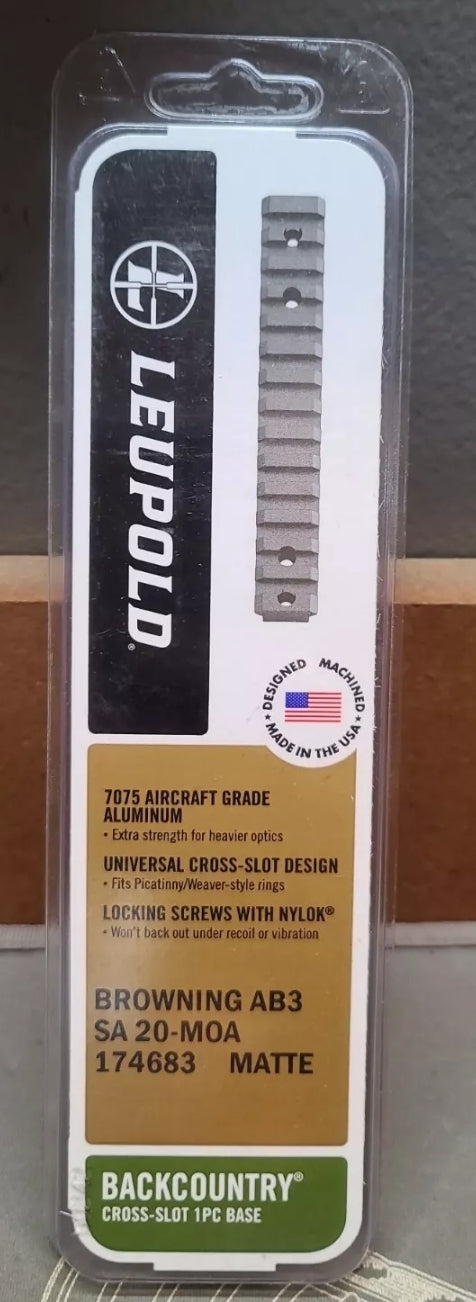 LEUPOLD®
DESIGNED MACHINED
★ MADE IN THE USA ★
7075 AIRCRAFT GRADE
ALUMINUM
• Extra strength for heavier optics
UNIVERSAL CROSS-SLOT DESIGN
• Fits Picatinny/Weaver-style rings
LOCKING SCREWS WITH NYLOK®
• Won't back out under recoil or vibration
BROWNING AB3
SA 20-MOA
174683 MATTE
BACKCOUNTRY®
CROSS-SLOT 1PC BASE